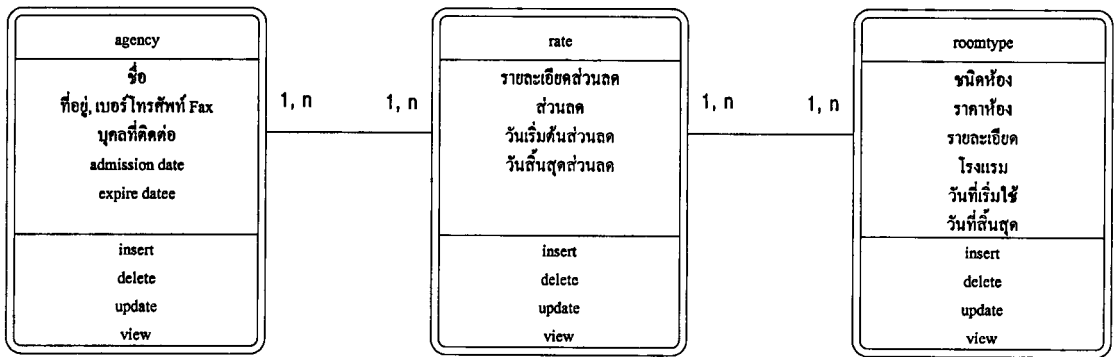 agency
ชื่อ
ที่อยู่, เบอร์โทรศัพท์ Fax
บุคลที่ติดต่อ
admission date
expire datee
insert
delete
update
view
1, n
1, n
rate
รายละเอียดส่วนลด
ส่วนลด
วันเริ่มต้นส่วนลด
วันสิ้นสุดส่วนลด
insert
delete
update
view
1, n
1, n
roomtype
ชนิดห้อง
ราคาห้อง
รายละเอียด
โรงแรม
วันที่เริ่มใช้
วันที่สิ้นสุด
insert
delete
update
view